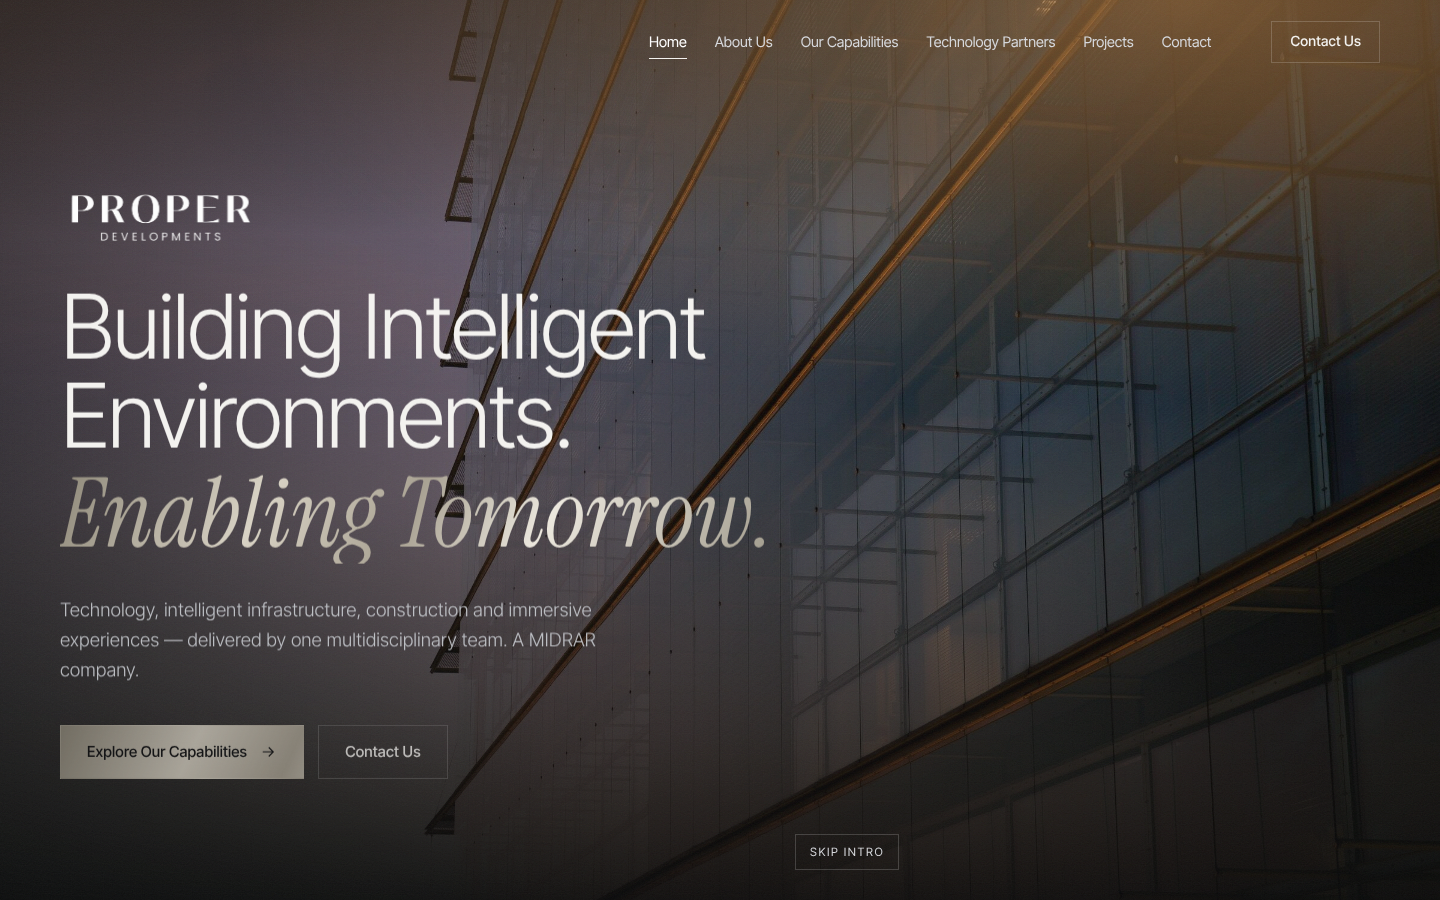 Home
About Us
Our Capabilities
Technology Partners
Projects
Contact
Contact Us
PROPER
DEVELOPMENTS
Building Intelligent
Environments.
Enabling Tomorrow.
Technology, intelligent infrastructure, construction and immersive
experiences — delivered by one multidisciplinary team. A MIDRAR
company.
Explore Our Capabilities →
Contact Us
SKIP INTRO